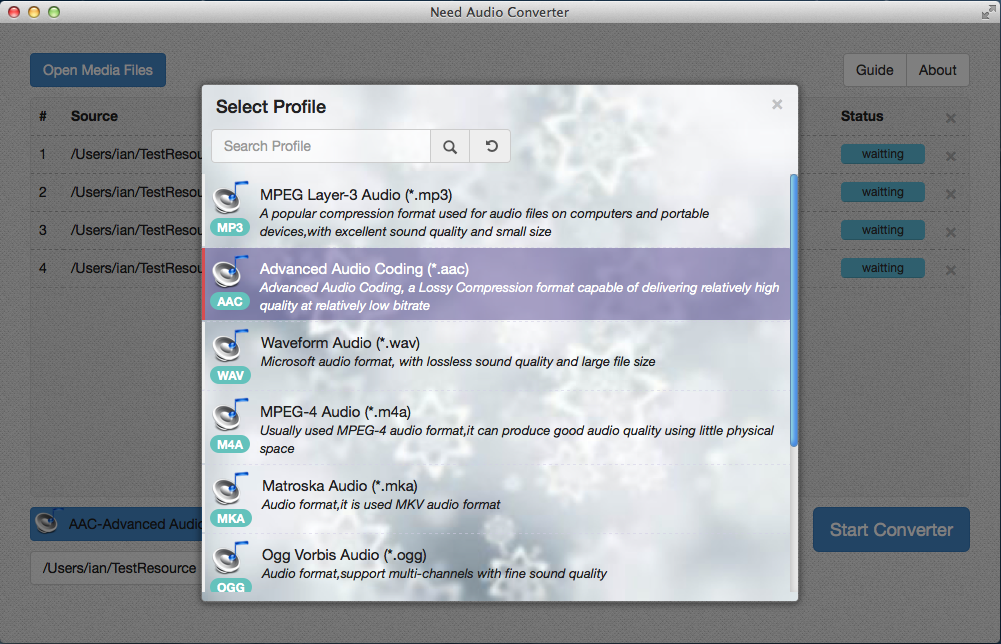 Need Audio Converter
Open Media Files
Guide
About
# Source
Status
1 /Users/ian/TestResou
waitting
2 /Users/ian/TestResou
waitting
3 /Users/ian/TestResou
waitting
4 /Users/ian/TestResou
waitting
Select Profile
Search Profile
MP3
MPEG Layer-3 Audio (*.mp3)
A popular compression format used for audio files on computers and portable
devices,with excellent sound quality and small size
AAC
Advanced Audio Coding (*.aac)
Advanced Audio Coding, a Lossy Compression format capable of delivering relatively high
quality at relatively low bitrate
WAV
Waveform Audio (*.wav)
Microsoft audio format, with lossless sound quality and large file size
M4A
MPEG-4 Audio (*.m4a)
Usually used MPEG-4 audio format,it can produce good audio quality using little physical
space
MKA
Matroska Audio (*.mka)
Audio format,it is used MKV audio format
OGG
Ogg Vorbis Audio (*.ogg)
Audio format,support multi-channels with fine sound quality
AAC-Advanced Audio
Start Converter
/Users/ian/TestResource